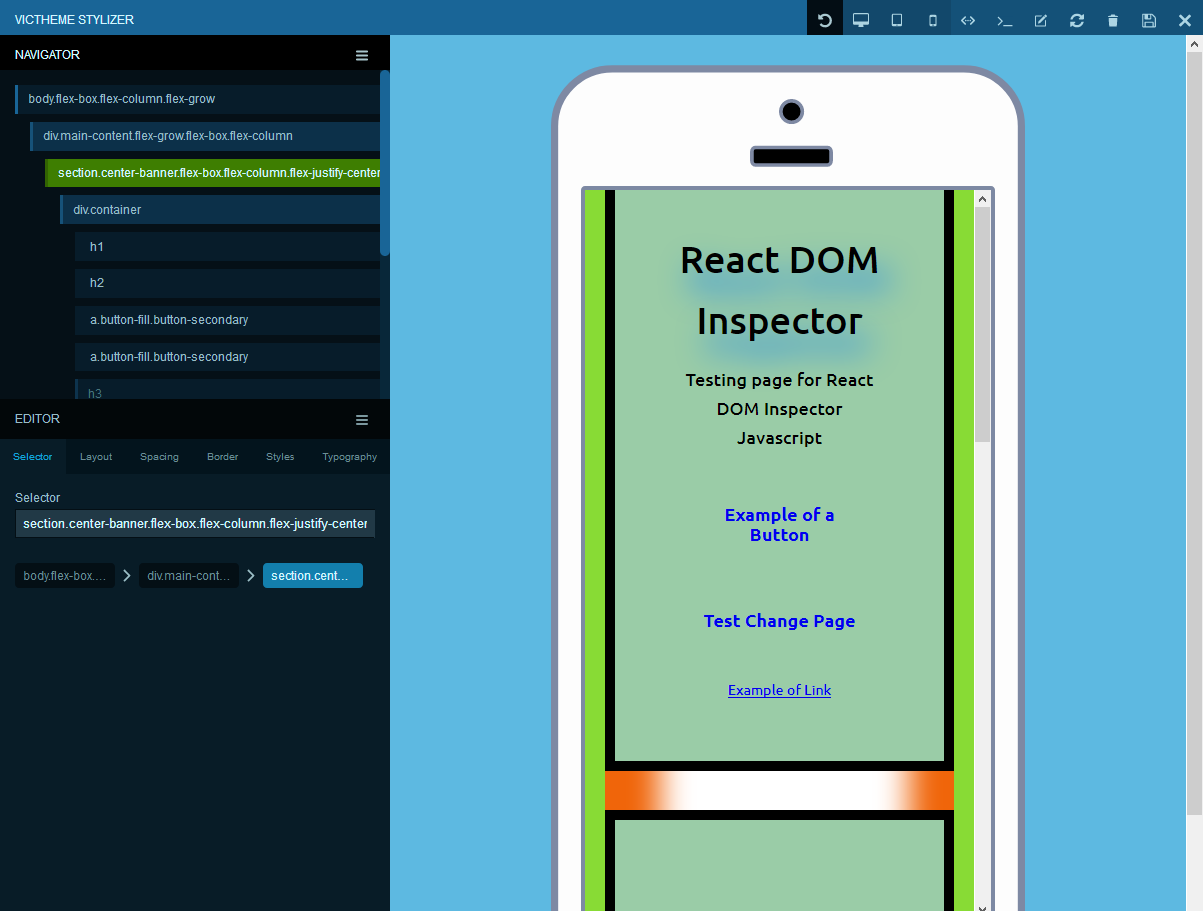 VICTHEME STYLIZER
NAVIGATOR
body.flex-box.flex-column.flex-grow
div.main-content.flex-grow.flex-box.flex-column
section.center-banner.flex-box.flex-column.flex-justify-center
div.container
h1
h2
a.button-fill.button-secondary
a.button-fill.button-secondary
h3
EDITOR
Selector Layout Spacing Border Styles Typography
Selector
section.center-banner.flex-box.flex-column.flex-justify-center
body.flex-box.... div.main-cont... section.cent...
React DOM
Inspector
Testing page for React
DOM Inspector
Javascript
Example of a
Button
Test Change Page
Example of Link